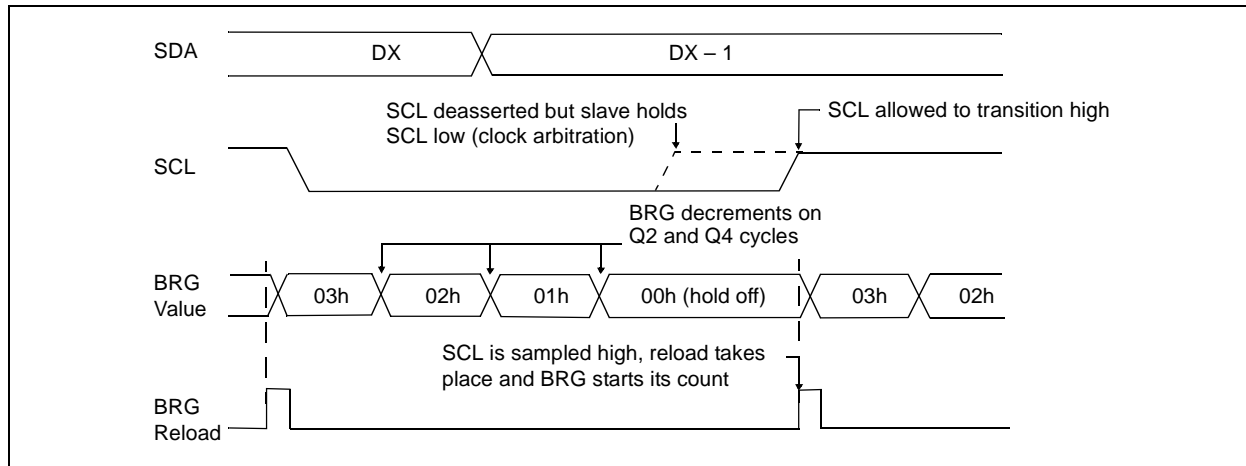 SDA
DX
DX – 1
SCL deasserted but slave holds
SCL low (clock arbitration)
SCL allowed to transition high
SCL
BRG decrements on
Q2 and Q4 cycles
BRG
Value
03h
02h
01h
00h (hold off)
03h
02h
SCL is sampled high, reload takes
place and BRG starts its count
BRG
Reload